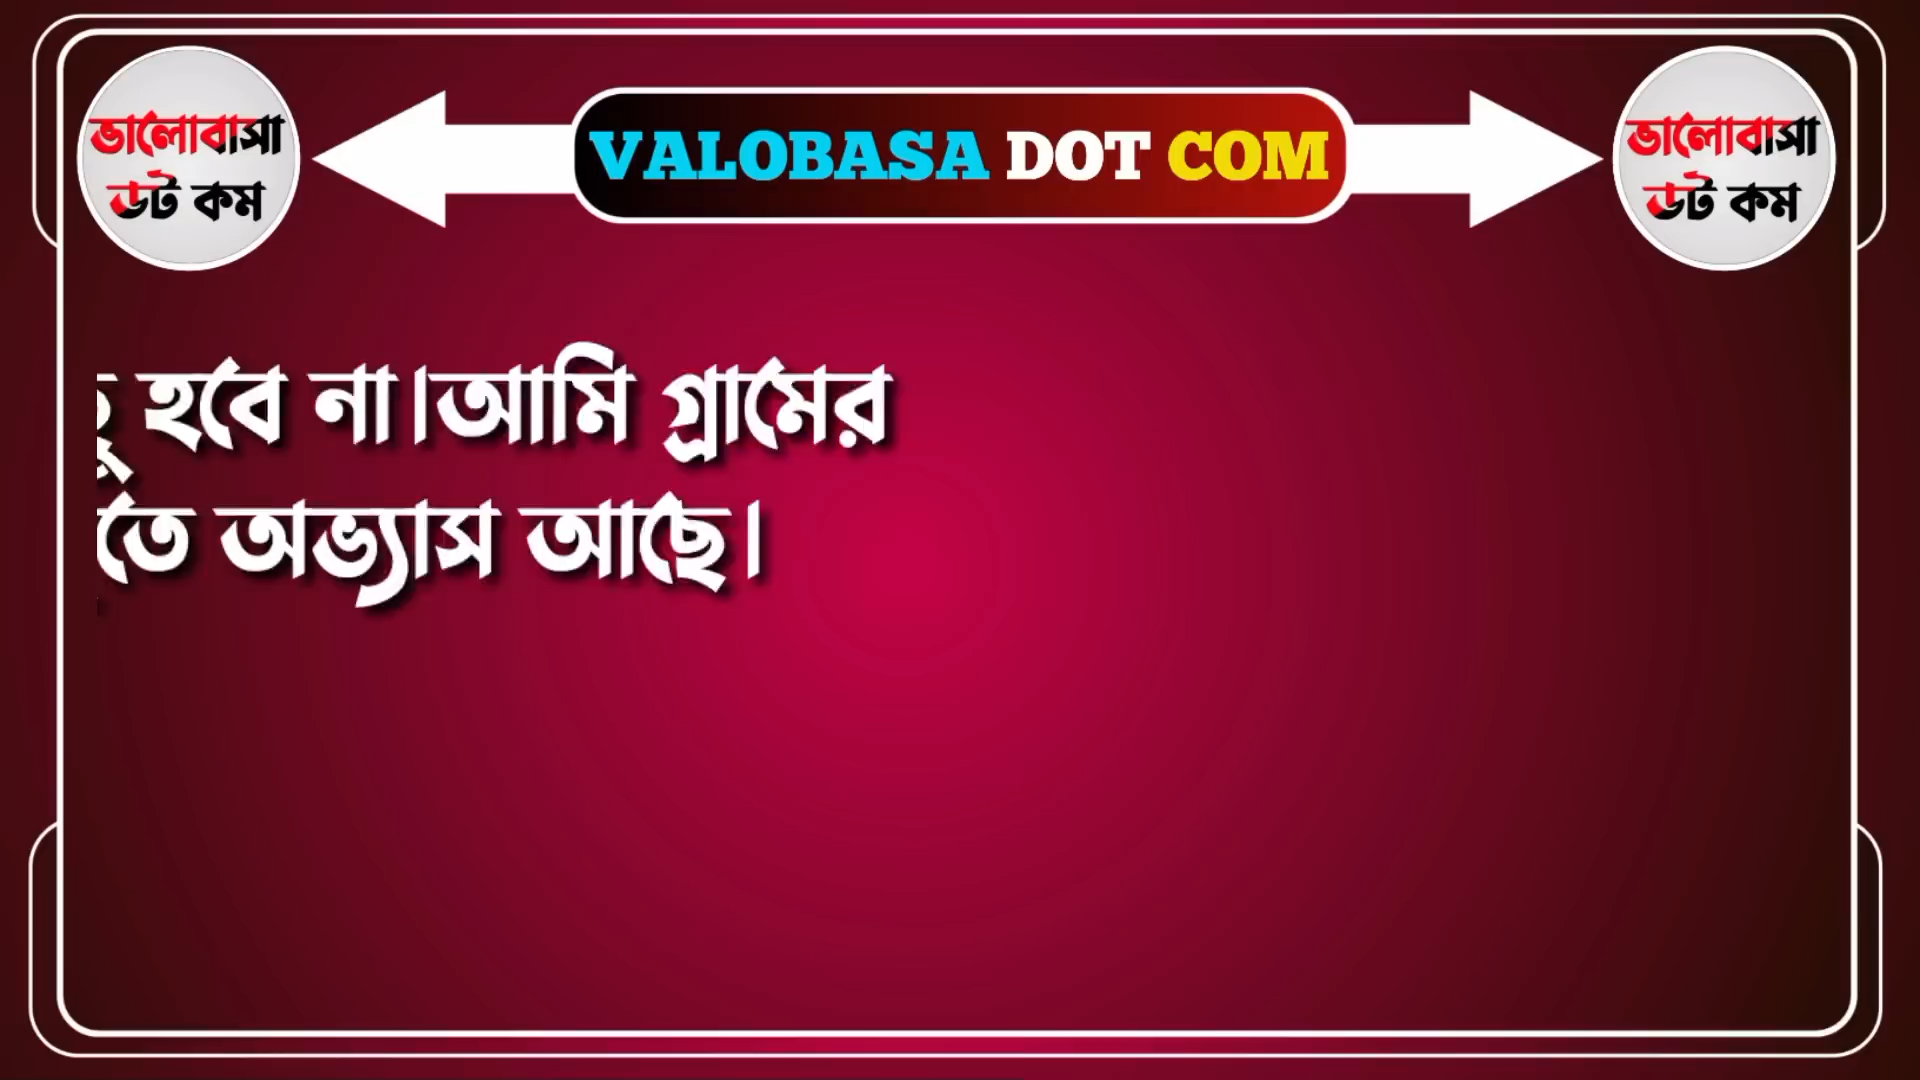 ভালোবাসা
ডট কম
VALOBASA DOT COM
ভালোবাসা
ডট কম
হবে না।আমি গ্রামের
অভ্যাস আছে।